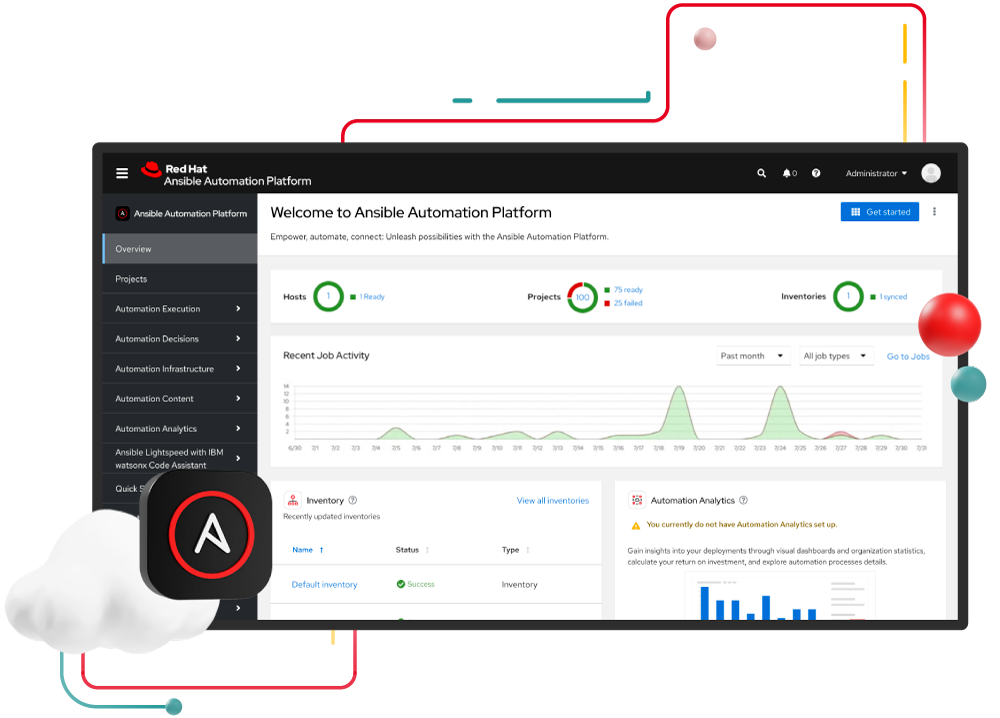 Red Hat
Ansible Automation Platform
0
Administrator
Ansible Automation Platform
Overview
Projects
Automation Execution
Automation Decisions
Automation Infrastructure
Automation Content
Automation Analytics
Ansible Lightspeed with IBM
watsonx Code Assistant
Quick
Welcome to Ansible Automation Platform
Get started
Empower, automate, connect: Unleash possibilities with the Ansible Automation Platform.
Hosts 1 1 Ready
Projects 100 75 ready
25 failed
Inventories 1 1 synced
Recent Job Activity
Past month
All job types
Go to Jobs
14
12
10
8
6
4
2
6/30 7/1 7/2 7/3 7/4 7/5 7/6 7/7 7/8 7/9 7/10 7/11 7/12 7/13 7/14 7/15 7/16 7/17 7/18 7/19 7/20 7/21 7/22 7/23 7/24 7/25 7/26 7/27 7/28 7/29 7/30 7/31
Inventory
View all inventories
Recently updated inventories
Name Status Type
Default inventory Success Inventory
Automation Analytics
You currently do not have Automation Analytics set up.
Gain insights into your deployments through visual dashboards and organization statistics,
calculate your return on investment, and explore automation processes details.